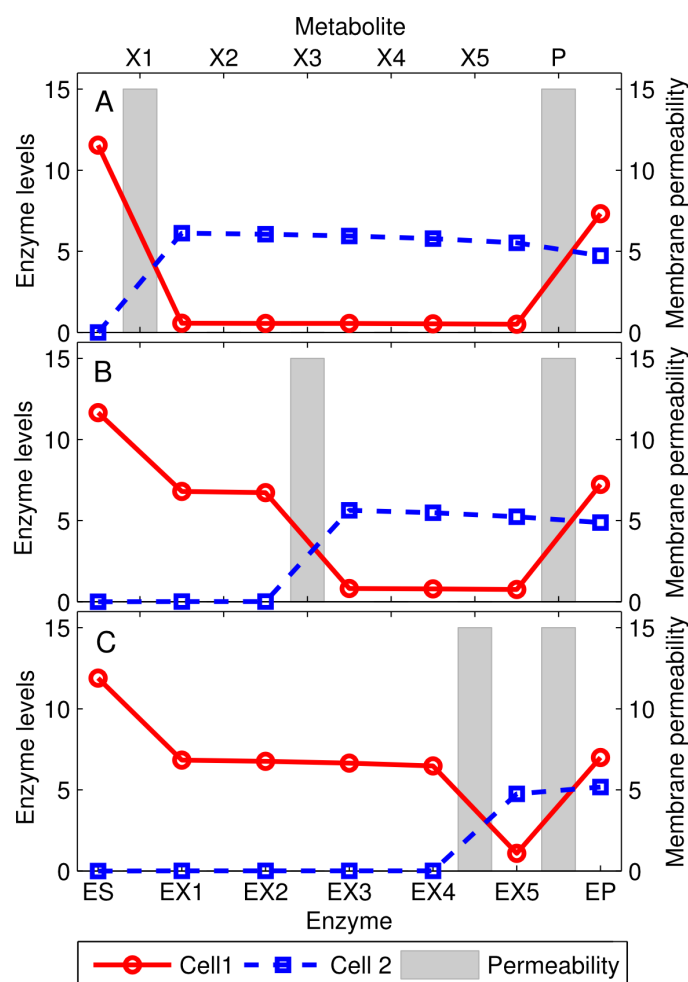 Metabolite
X1 X2 X3 X4 X5 P
A
15 15
10 10
5 5
0 0
Enzyme levels
Membrane permeability
B
15 15
10 10
5 5
0 0
Enzyme levels
Membrane permeability
C
15 15
10 10
5 5
0 0
Enzyme levels
Membrane permeability
ES EX1 EX2 EX3 EX4 EX5 EP
Enzyme
Cell1 Cell 2 Permeability